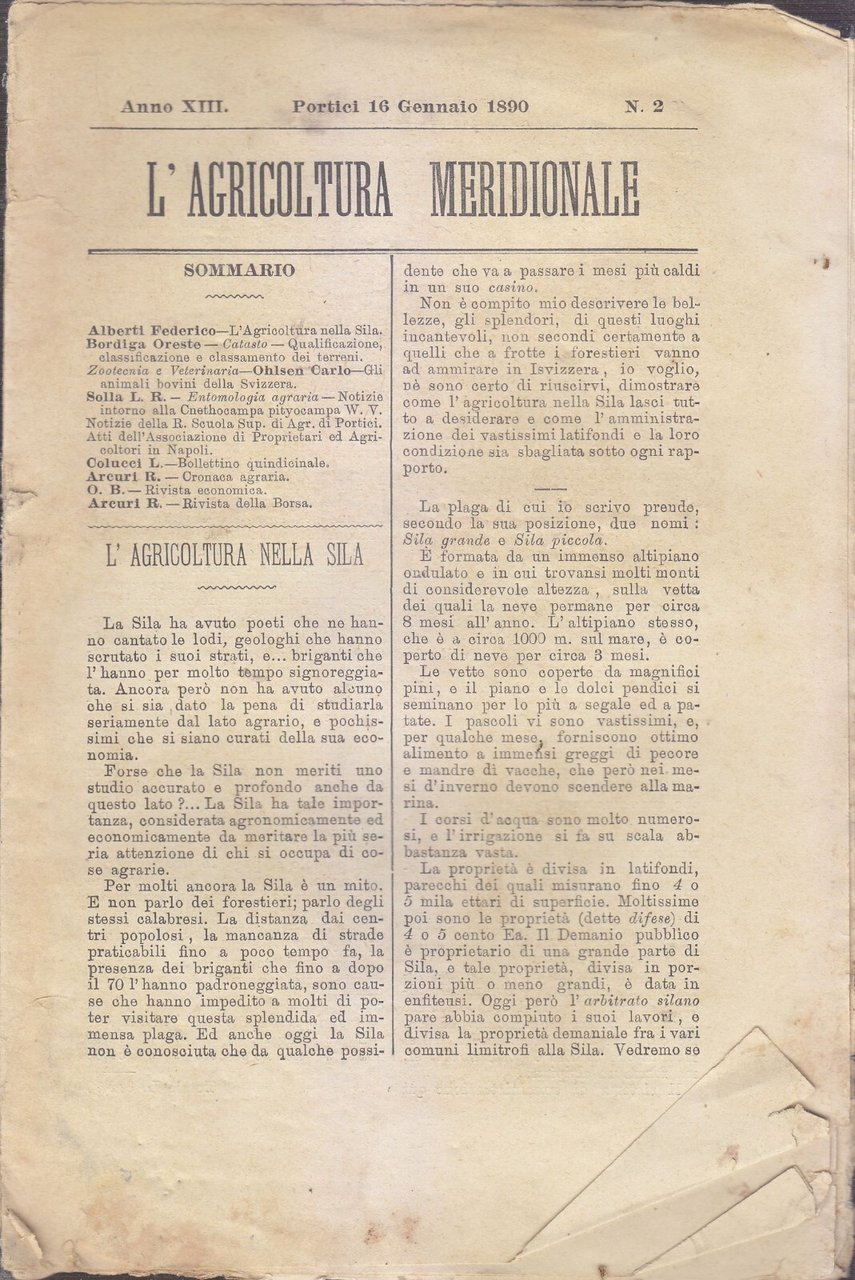 Anno XIII. Portici 16 Gennaio 1890 N. 2
L' AGRICOLTURA MERIDIONALE
SOMMARIO
Alberti Federico—L'Agricoltura nella Sila.
Bordiga Oreste — Catasto — Qualificazione,
classificazione e classamento dei terreni.
Zootecnia e Veterinaria—Ohlsen Carlo—Gli
animali bovini della Svizzera.
Solla L. R. — Entomologia agraria — Notizie
intorno alla Cnethocampa pityocampa W. V.
Notizie della R. Scuola Sup. di Agr. di Portici.
Atti dell'Associazione di Proprietari ed Agri-
coltori in Napoli.
Colucci L.—Bollettino quindicinale.
Arcuri R. — Cronaca agraria.
O. B. — Rivista economica.
Arcuri R. — Rivista della Borsa.
L' AGRICOLTURA NELLA SILA
La Sila ha avuto poeti che ne han-
no cantato le lodi, geologhi che hanno
scrutato i suoi strati, e... briganti che
l'hanno per molto tempo signoreggia-
ta. Ancora però non ha avuto alcuno
che si sia dato la pena di studiarla
seriamente dal lato agrario, e pochis-
simi che si siano curati della sua eco-
nomia.
Forse che la Sila non meriti uno
studio accurato e profondo anche da
questo lato ?... La Sila ha tale impor-
tanza, considerata agronomicamente ed
economicamente da meritare la più se-
ria attenzione di chi si occupa di co-
se agrarie.
Per molti ancora la Sila è un mito.
E non parlo dei forestieri; parlo degli
stessi calabresi. La distanza dai cen-
tri popolosi , la mancanza di strade
praticabili fino a poco tempo fa, la
presenza dei briganti che fino a dopo
il 70 l'hanno padroneggiata, sono cau-
se che hanno impedito a molti di po-
ter visitare questa splendida ed im-
mensa plaga. Ed anche oggi la Sila
non è conosciuta che da qualche possi-
dente che va a passare i mesi più caldi
in un suo casino.
Non è compito mio descrivere le bel-
lezze, gli splendori, di questi luoghi
incantevoli, non secondi certamente a
quelli che a frotte i forestieri vanno
ad ammirare in Isvizzera , io voglio,
nè sono certo di riuscirvi, dimostrare
come l' agricoltura nella Sila lasci tut-
to a desiderare e come l' amministra-
zione dei vastissimi latifondi e la loro
condizione sia sbagliata sotto ogni rap-
porto.
La plaga di cui io scrivo prende,
secondo la sua posizione, due nomi :
Sila grande e Sila piccola.
È formata da un immenso altipiano
ondulato e in cui trovansi molti monti
di considerevole altezza , sulla vetta
dei quali la neve permane per circa
8 mesi all' anno. L' altipiano stesso,
che è a circa 1000 m. sul mare, è co-
perto di neve per circa 3 mesi.
Le vette sono coperte da magnifici
pini, e il piano e le dolci pendici si
seminano per lo più a segale ed a pa-
tate. I pascoli vi sono vastissimi, e,
per qualche mese, forniscono ottimo
alimento a immensi greggi di pecore
e mandre di vacche, che però nei me-
si d'inverno devono scendere alla ma-
rina.
I corsi d'acqua sono molto numero-
si, e l'irrigazione si fa su scala ab-
bastanza vasta.
La proprietà è divisa in latifondi,
parecchi dei quali misurano fino 4 o
5 mila ettari di superficie. Moltissime
poi sono le proprietà (dette difese) di
4 o 5 cento Ea. Il Demanio pubblico
è proprietario di una grande parte di
Sila, e tale proprietà, divisa in por-
zioni più o meno grandi, è data in
enfiteusi. Oggi però l' arbitrato silano
pare abbia compiuto i suoi lavori , e
divisa la proprietà demaniale fra i vari
comuni limitrofi alla Sila. Vedremo se